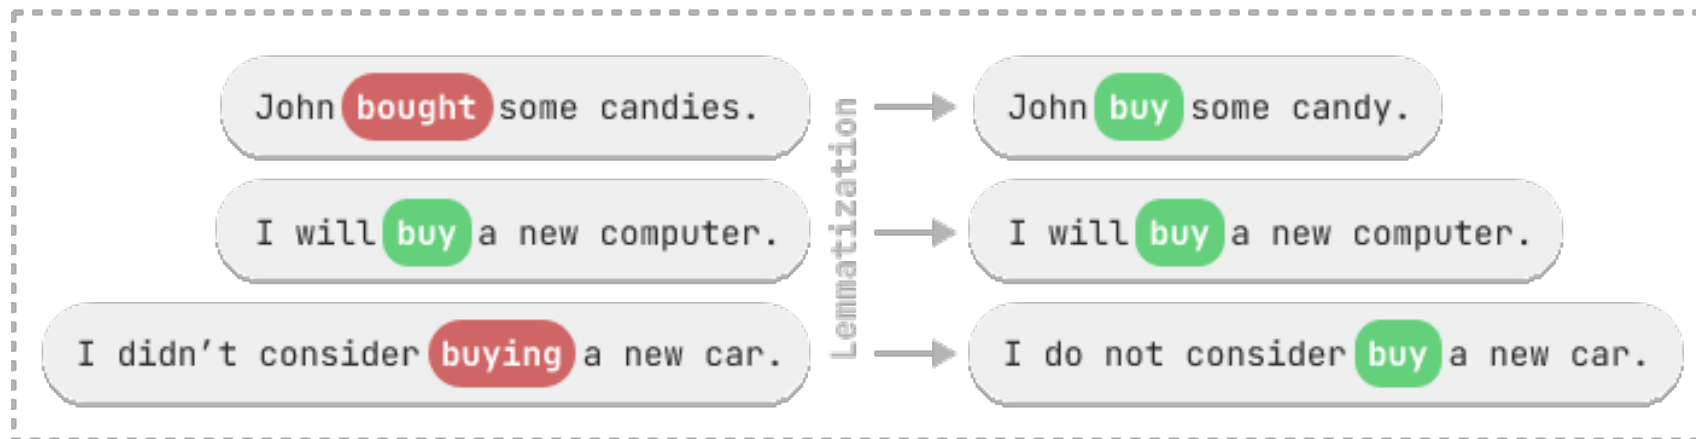 John bought some candies.
John buy some candy.
Lemmatization
I will buy a new computer.
I will buy a new computer.
I didn’t consider buying a new car.
I do not consider buy a new car.